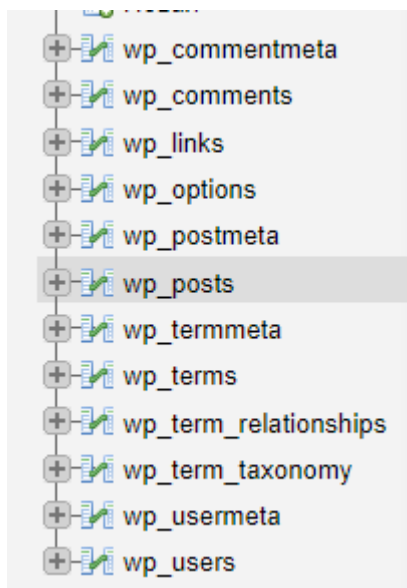 wp_commentmeta
wp_comments
wp_links
wp_options
wp_postmeta
wp_posts
wp_termmeta
wp_terms
wp_term_relationships
wp_term_taxonomy
wp_usermeta
wp_users